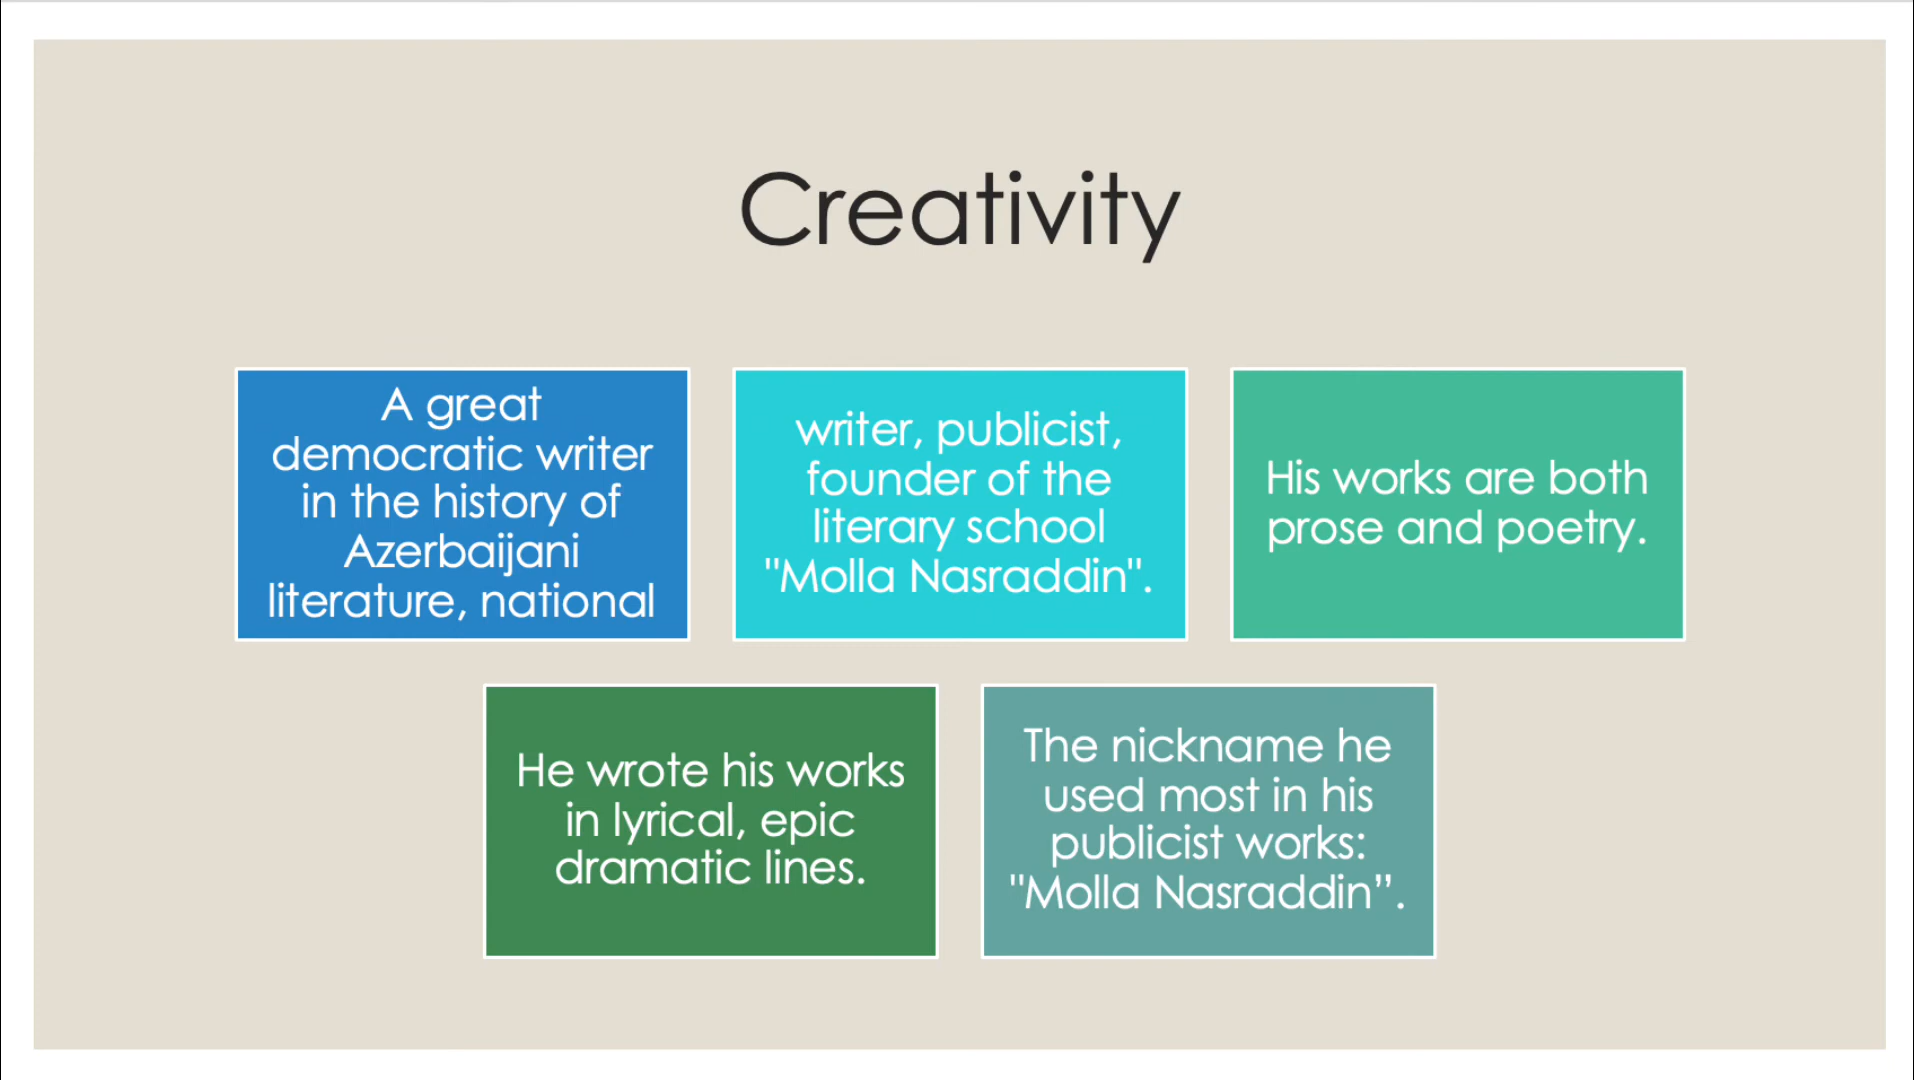 Creativity
A great
democratic writer
in the history of
Azerbaijani
literature, national
writer, publicist,
founder of the
literary school
"Molla Nasraddin".
His works are both
prose and poetry.
He wrote his works
in lyrical, epic
dramatic lines.
The nickname he
used most in his
publicist works:
"Molla Nasraddin”.